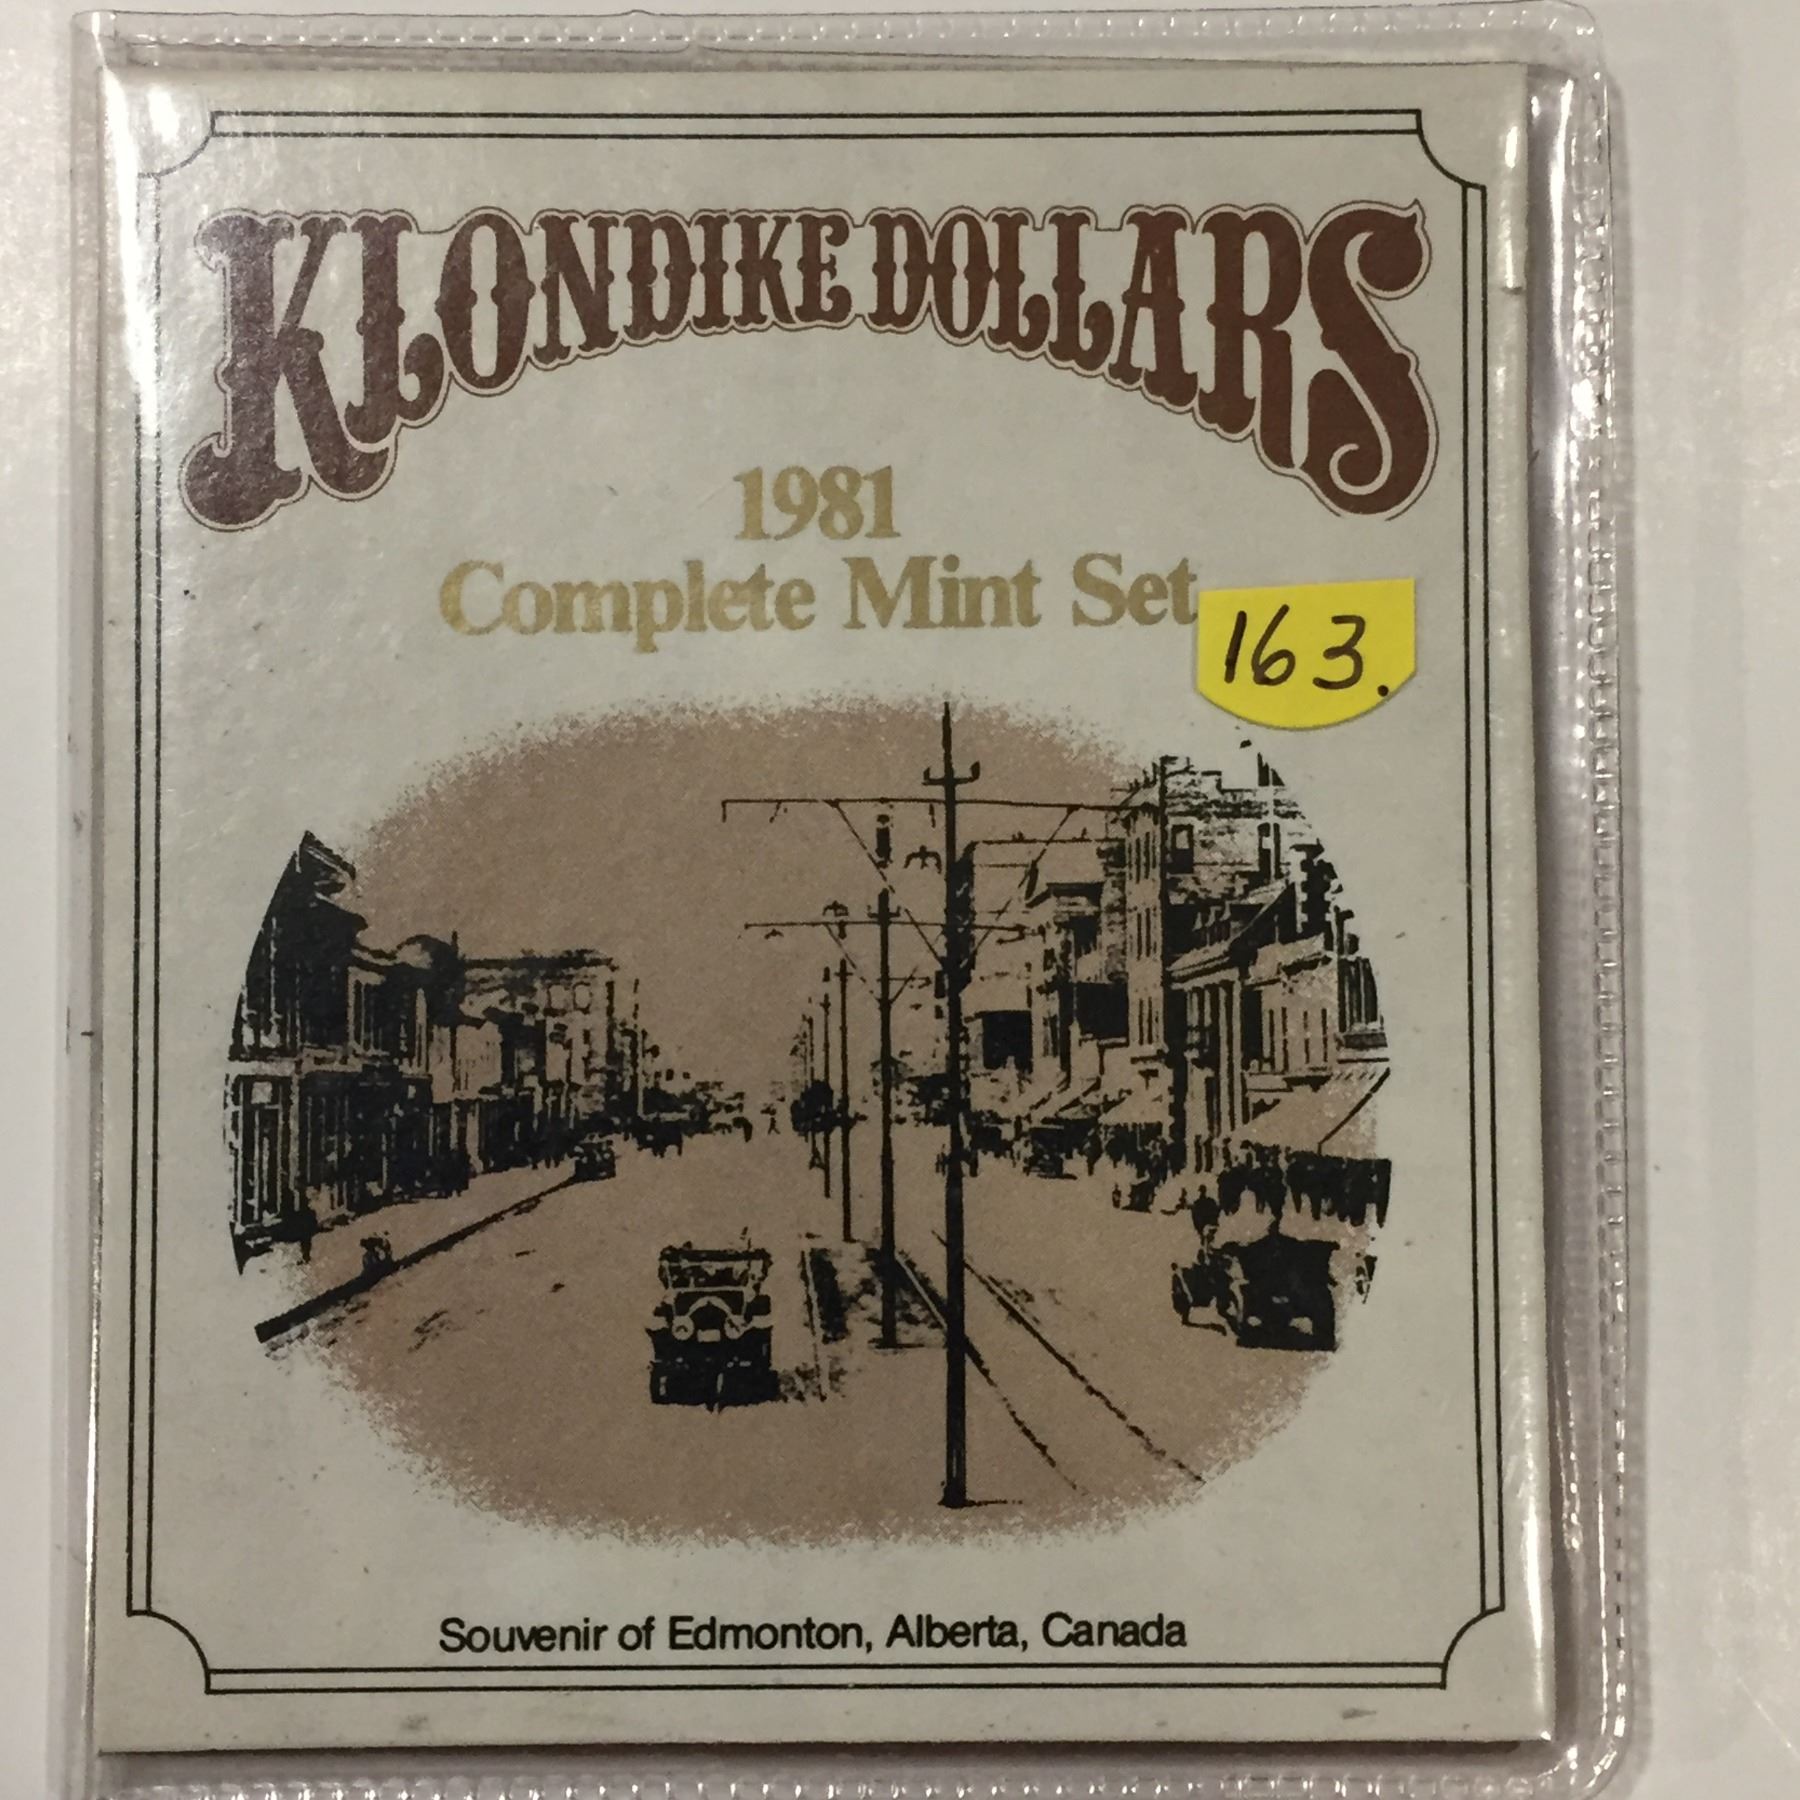 KLONDIKE DOLLARS
1981
Complete Mint Set
163.
Souvenir of Edmonton, Alberta, Canada